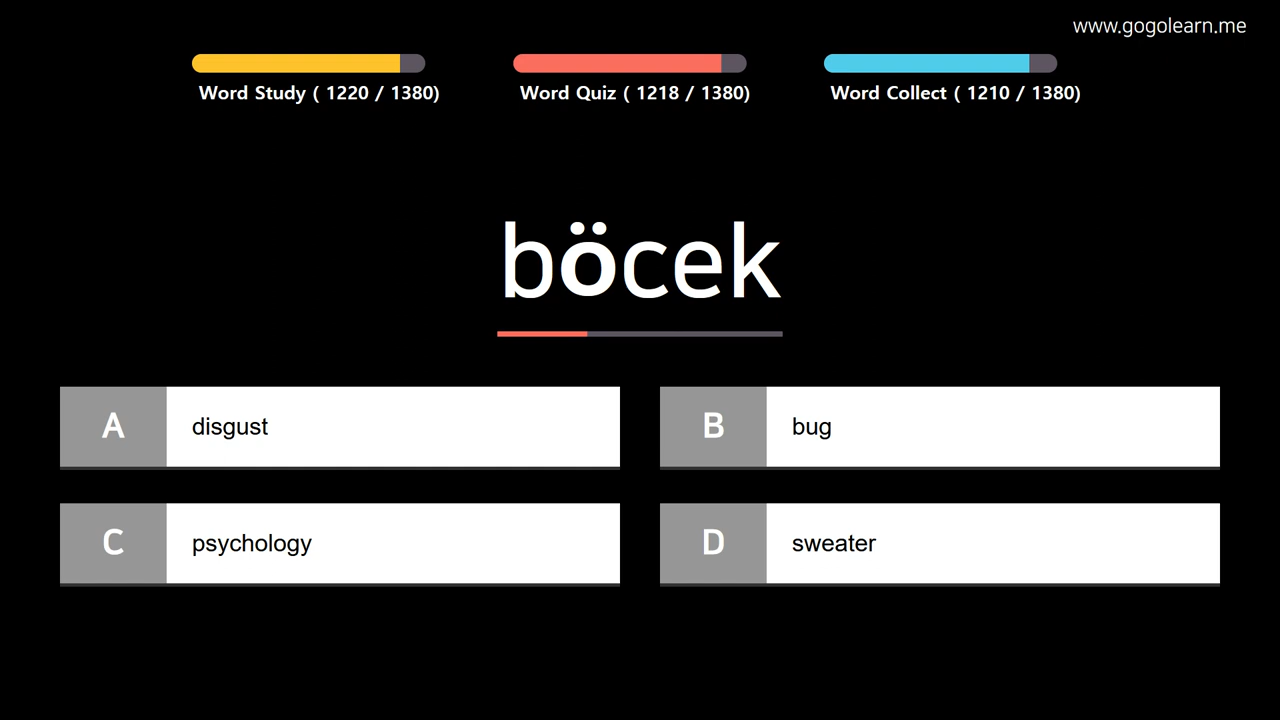 www.gogolearn.me
Word Study ( 1220 / 1380)
Word Quiz ( 1218 / 1380)
Word Collect ( 1210 / 1380)
böcek
A disgust
B bug
C psychology
D sweater